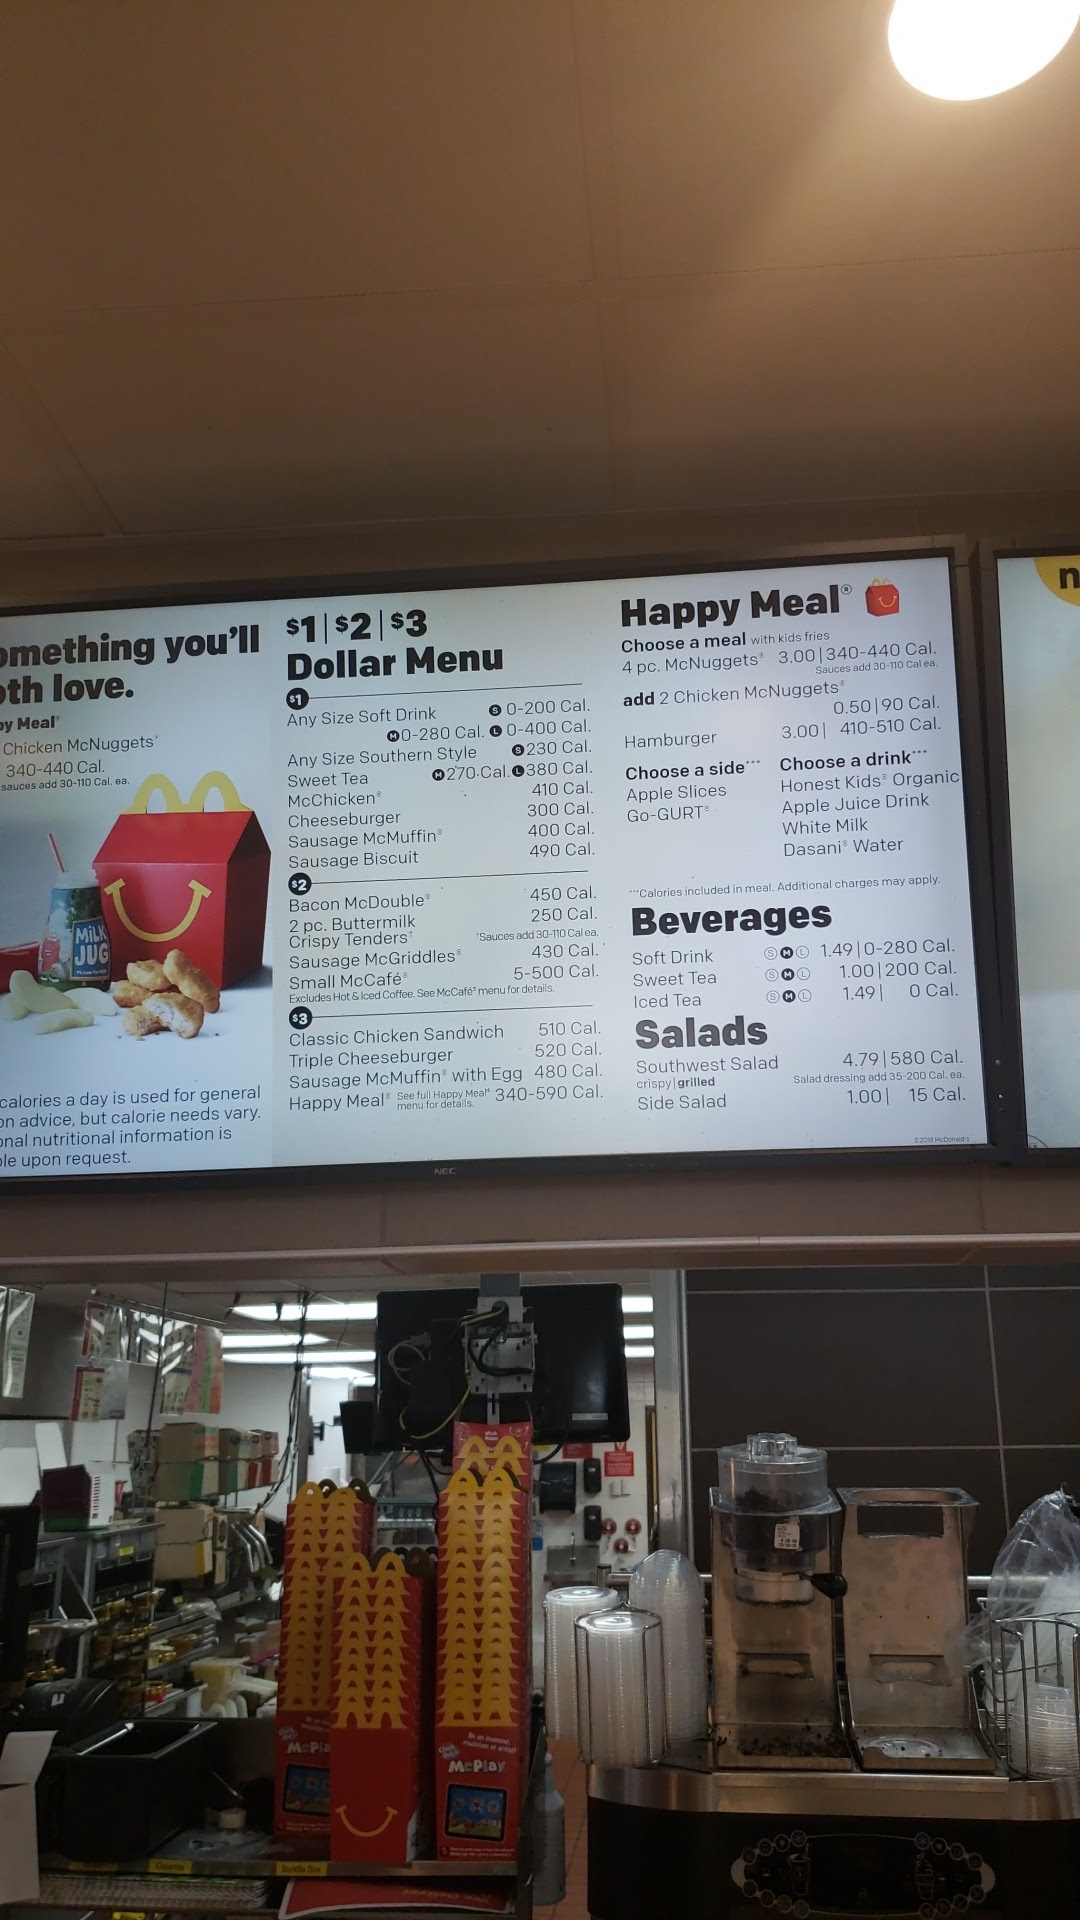 omething you'll
oth love.
py Meal®
Chicken McNuggets®
340-440 Cal.
sauces add 30-110 Cal. ea.
MiLK
JUG
calories a day is used for general
on advice, but calorie needs vary.
onal nutritional information is
ble upon request.
$1|$2|$3
Dollar Menu
$1
Any Size Soft Drink S 0-200 Cal.
M 0-280 Cal. L 0-400 Cal.
Any Size Southern Style S 230 Cal.
Sweet Tea M 270 Cal. L 380 Cal.
McChicken® 410 Cal.
Cheeseburger 300 Cal.
Sausage McMuffin® 400 Cal.
Sausage Biscuit 490 Cal.
$2
Bacon McDouble® 450 Cal.
2 pc. Buttermilk 250 Cal.
Crispy Tenders† †Sauces add 30-110 Cal ea.
Sausage McGriddles® 430 Cal.
Small McCafé® 5-500 Cal.
Excludes Hot & Iced Coffee. See McCafé® menu for details.
$3
Classic Chicken Sandwich 510 Cal.
Triple Cheeseburger 520 Cal.
Sausage McMuffin® with Egg 480 Cal.
Happy Meal® See full Happy Meal® menu for details. 340-590 Cal.
Happy Meal®
Choose a meal with kids fries
4 pc. McNuggets® 3.00|340-440 Cal.
Sauces add 30-110 Cal ea.
add 2 Chicken McNuggets®
0.50|90 Cal.
Hamburger 3.00| 410-510 Cal.
Choose a side***
Apple Slices
Go-GURT®
Choose a drink***
Honest Kids® Organic
Apple Juice Drink
White Milk
Dasani® Water
***Calories included in meal. Additional charges may apply.
Beverages
Soft Drink S M L 1.49|0-280 Cal.
Sweet Tea S M L 1.00|200 Cal.
Iced Tea S M L 1.49| 0 Cal.
Salads
Southwest Salad 4.79|580 Cal.
crispy|grilled Salad dressing add 35-200 Cal. ea.
Side Salad 1.00| 15 Cal.
©2018 McDonald's
NEC
n
McPla
McPlay
Creamer
Bundle Box